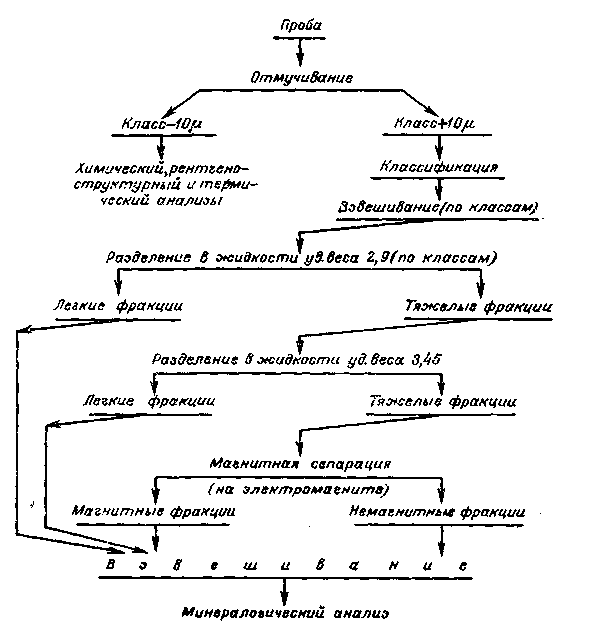 Проба
Отмучивание
Класс–10μ
Класс+10μ
Химический, рентгено-
структурный и терми-
ческий анализы
Классификация
Взвешивание (по классам)
Разделение в жидкости уд. веса 2,9 (по классам)
Легкие фракции
Тяжелые фракции
Разделение в жидкости уд. веса 3,45
Легкие фракции
Тяжелые фракции
Магнитная сепарация
(на электромагните)
Магнитные фракции
Немагнитные фракции
В з в е ш и в а н и е
Минералогический анализ